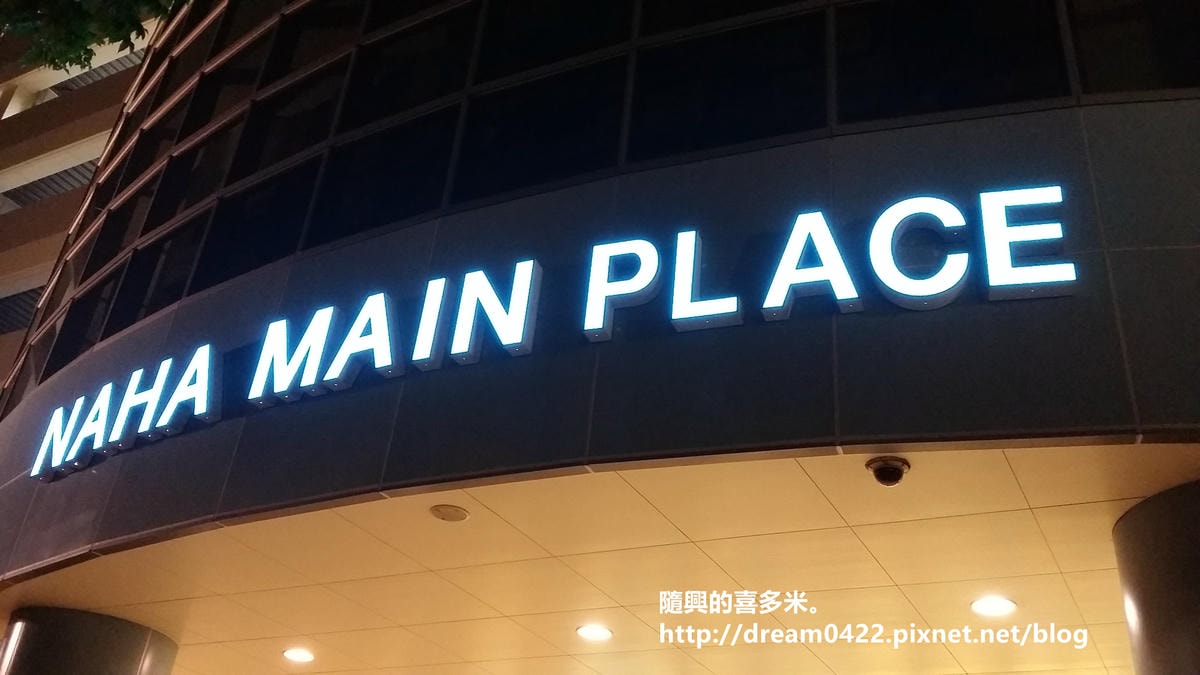 NAHA MAIN PLACE
隨興的喜多米。
http://dream0422.pixnet.net/blog